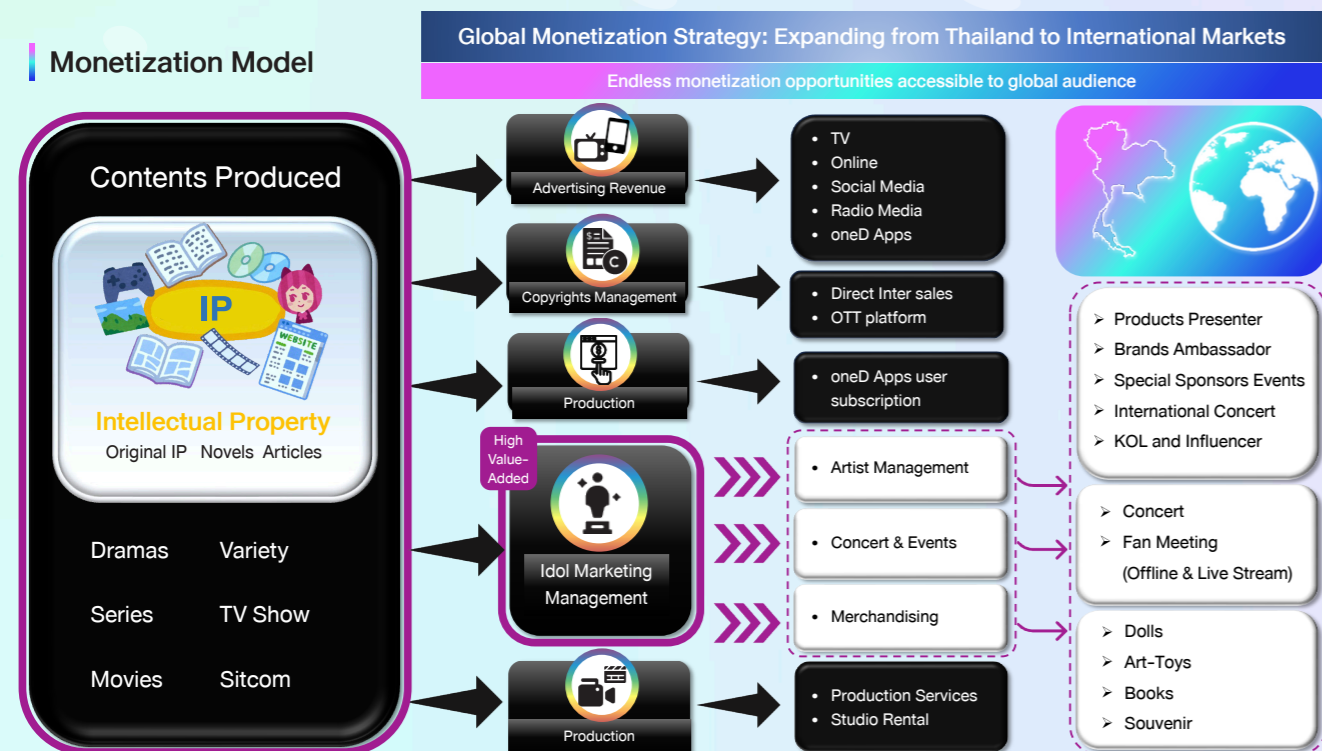 Monetization Model
Global Monetization Strategy: Expanding from Thailand to International Markets
Endless monetization opportunities accessible to global audience
Contents Produced
IP
WEBSITE
Intellectual Property
Original IP Novels Articles
Dramas Variety
Series TV Show
Movies Sitcom
Advertising Revenue
• TV
• Online
• Social Media
• Radio Media
• oneD Apps
$=
C
Copyrights Management
• Direct Inter sales
• OTT platform
Production
• oneD Apps user
subscription
High
Value-
Added
Idol Marketing
Management
• Artist Management
• Concert & Events
• Merchandising
Production
• Production Services
• Studio Rental
➢ Products Presenter
➢ Brands Ambassador
➢ Special Sponsors Events
➢ International Concert
➢ KOL and Influencer
➢ Concert
➢ Fan Meeting
(Offline & Live Stream)
➢ Dolls
➢ Art-Toys
➢ Books
➢ Souvenir